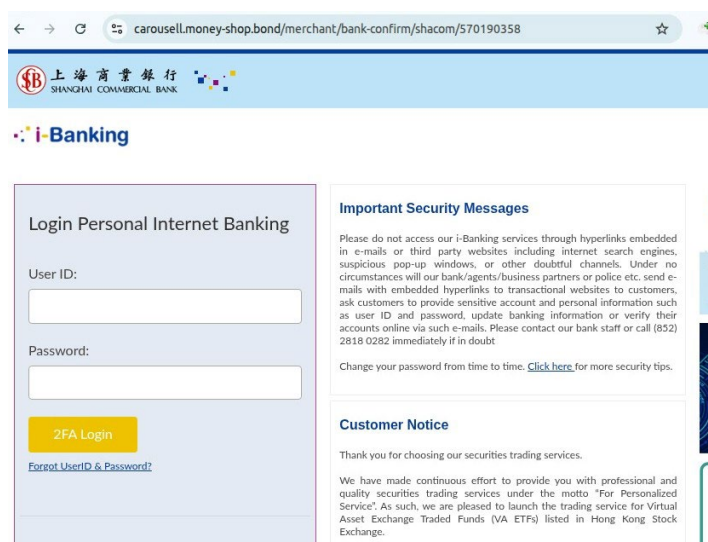 carousell.money-shop.bond/merchant/bank-confirm/shacom/570190358
上海商業銀行
SHANGHAI COMMERCIAL BANK
i-Banking
Login Personal Internet Banking
User ID:
Password:
2FA Login
Forgot UserID & Password?
Important Security Messages
Please do not access our i-Banking services through hyperlinks embedded
in e-mails or third party websites including internet search engines,
suspicious pop-up windows, or other doubtful channels. Under no
circumstances will our bank/agents/business partners or police etc. send e-
mails with embedded hyperlinks to transactional websites to customers,
ask customers to provide sensitive account and personal information such
as user ID and password, update banking information or verify their
accounts online via such e-mails. Please contact our bank staff or call (852)
2818 0282 immediately if in doubt
Change your password from time to time. Click here for more security tips.
Customer Notice
Thank you for choosing our securities trading services.
We have made continuous effort to provide you with professional and
quality securities trading services under the motto “For Personalized
Service”. As such, we are pleased to launch the trading service for Virtual
Asset Exchange Traded Funds (VA ETFs) listed in Hong Kong Stock
Exchange.